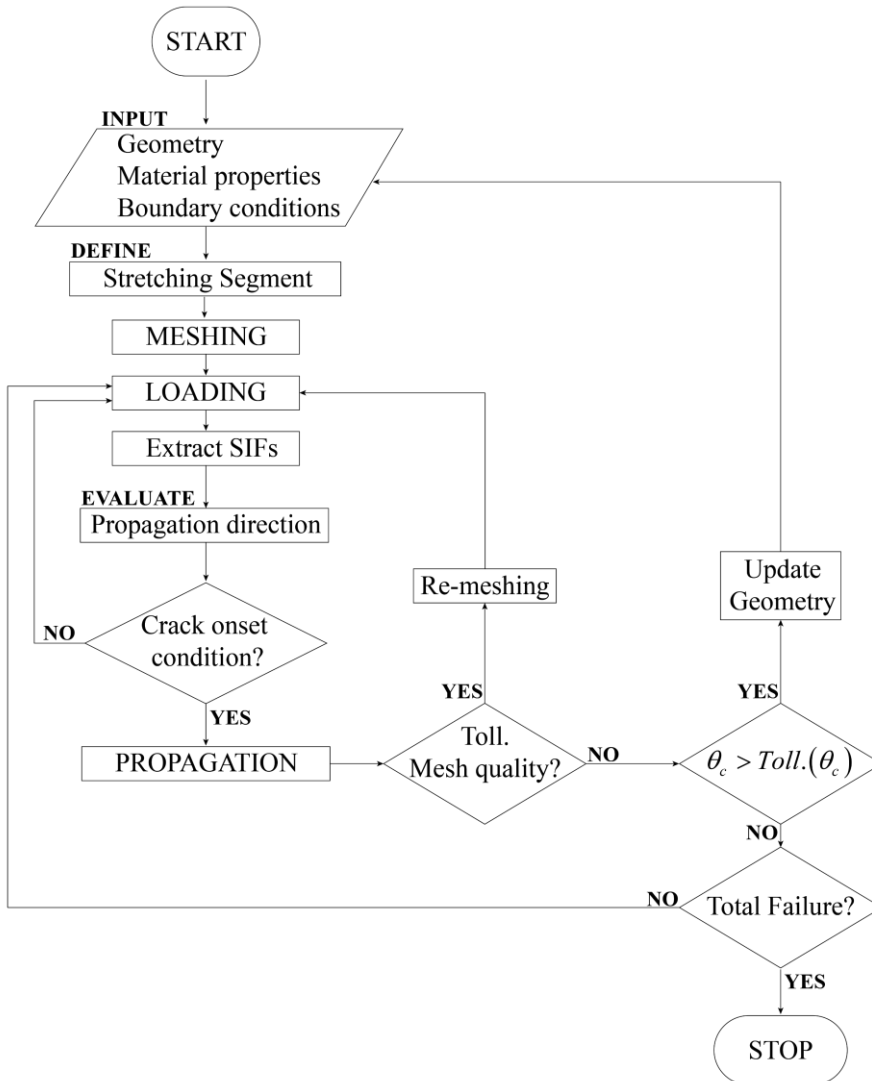 START
INPUT
Geometry
Material properties
Boundary conditions
DEFINE
Stretching Segment
MESHING
LOADING
Extract SIFs
EVALUATE
Propagation direction
Crack onset
condition?
NO
YES
PROPAGATION
Toll.
Mesh quality?
YES
Re-meshing
NO
θc > Toll.(θc)
YES
Update
Geometry
NO
Total Failure?
NO
YES
STOP